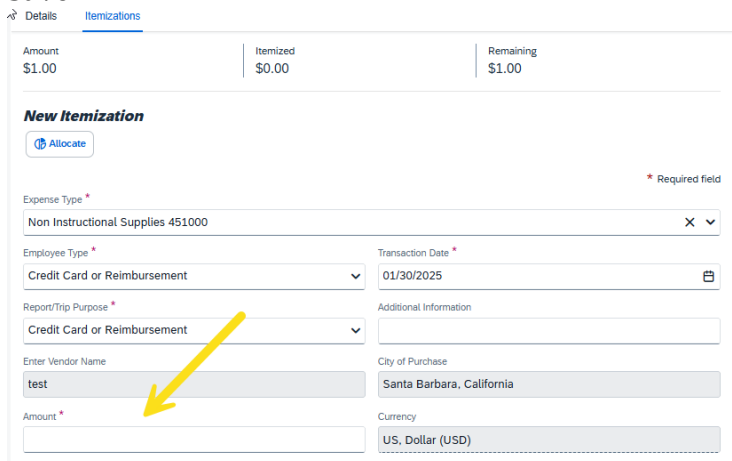 Details Itemizations
Amount Itemized Remaining
$1.00 $0.00 $1.00
New Itemization
Allocate
* Required field
Expense Type *
Non Instructional Supplies 451000
Employee Type * Transaction Date *
Credit Card or Reimbursement 01/30/2025
Report/Trip Purpose * Additional Information
Credit Card or Reimbursement
Enter Vendor Name City of Purchase
test Santa Barbara, California
Amount * Currency
US, Dollar (USD)